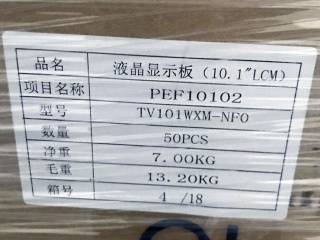 品名 液晶显示板（10.1"LCM)
项目名称 PEF10102
型号 TV101WXM-NF0
数量 50PCS
净重 7.00KG
毛重 13.20KG
箱号 4 /18